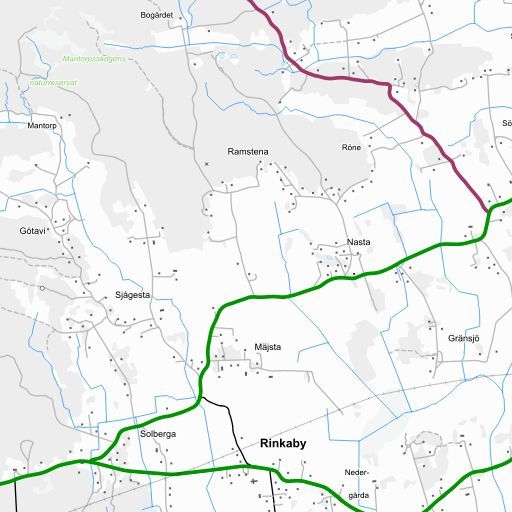 Bogärdet
Mantorpsskogens
naturreservat
Mantorp
Sö
Ramstena
Röne
Götavi
Nasta
Sjägesta
Gränsjö
Mäjsta
Solberga
Rinkaby
Neder-
gärda